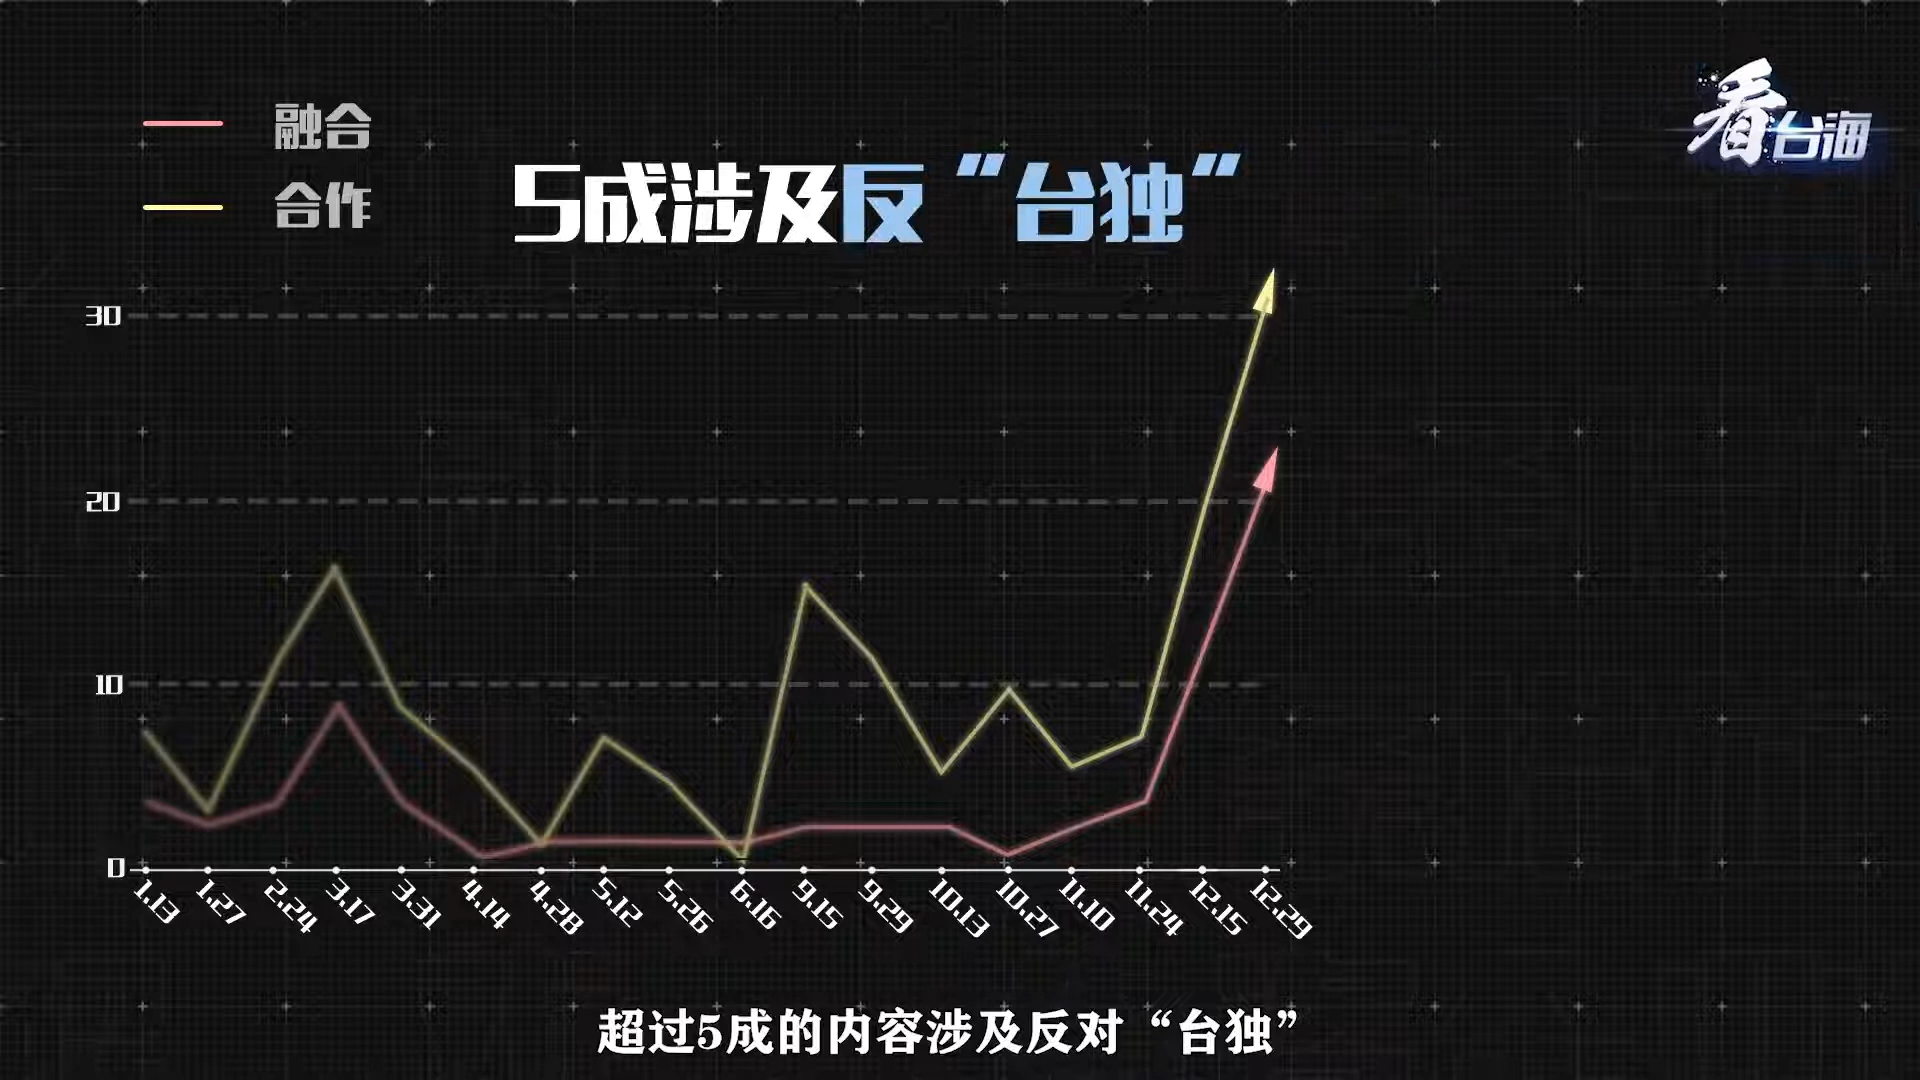 看台海
融合
合作
5成涉及反“台独”
30
20
10
0
1.13 1.27 2.24 3.17 3.31 4.14 4.28 5.12 5.26 6.16 9.15 9.29 10.13 10.27 11.10 11.24 12.15 12.29
超过5成的内容涉及反对“台独”